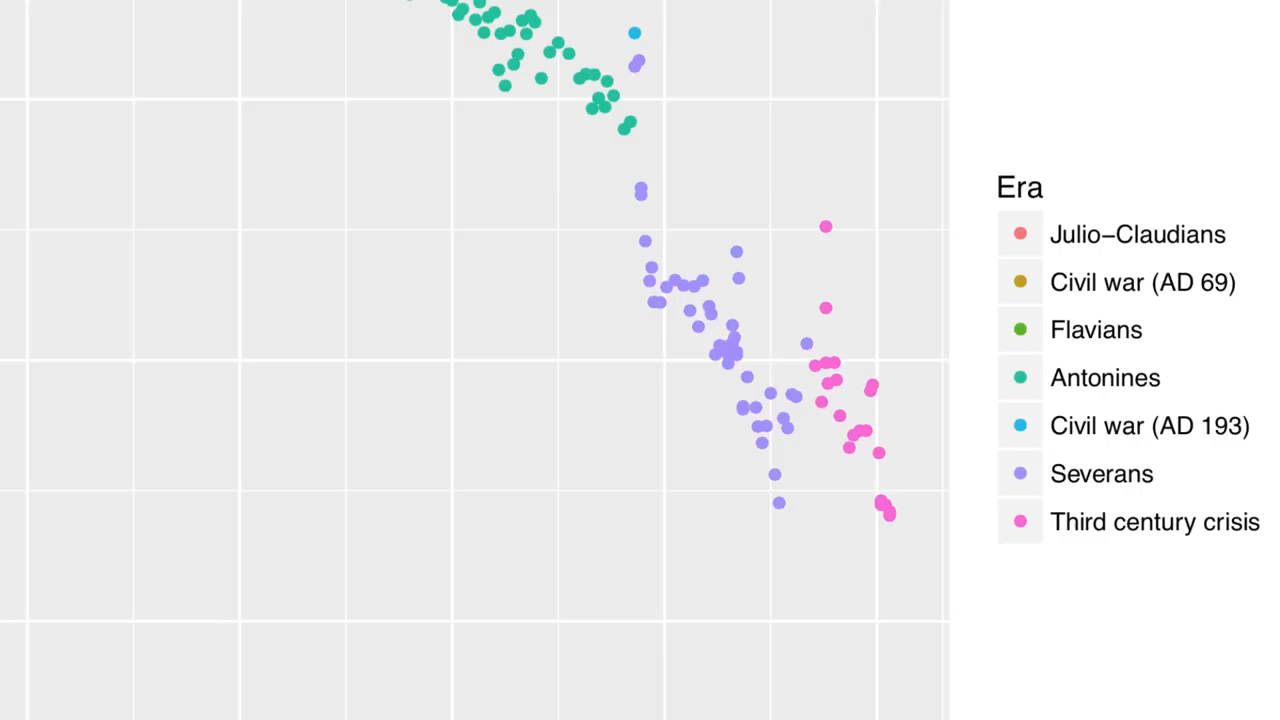 Era
Julio−Claudians
Civil war (AD 69)
Flavians
Antonines
Civil war (AD 193)
Severans
Third century crisis